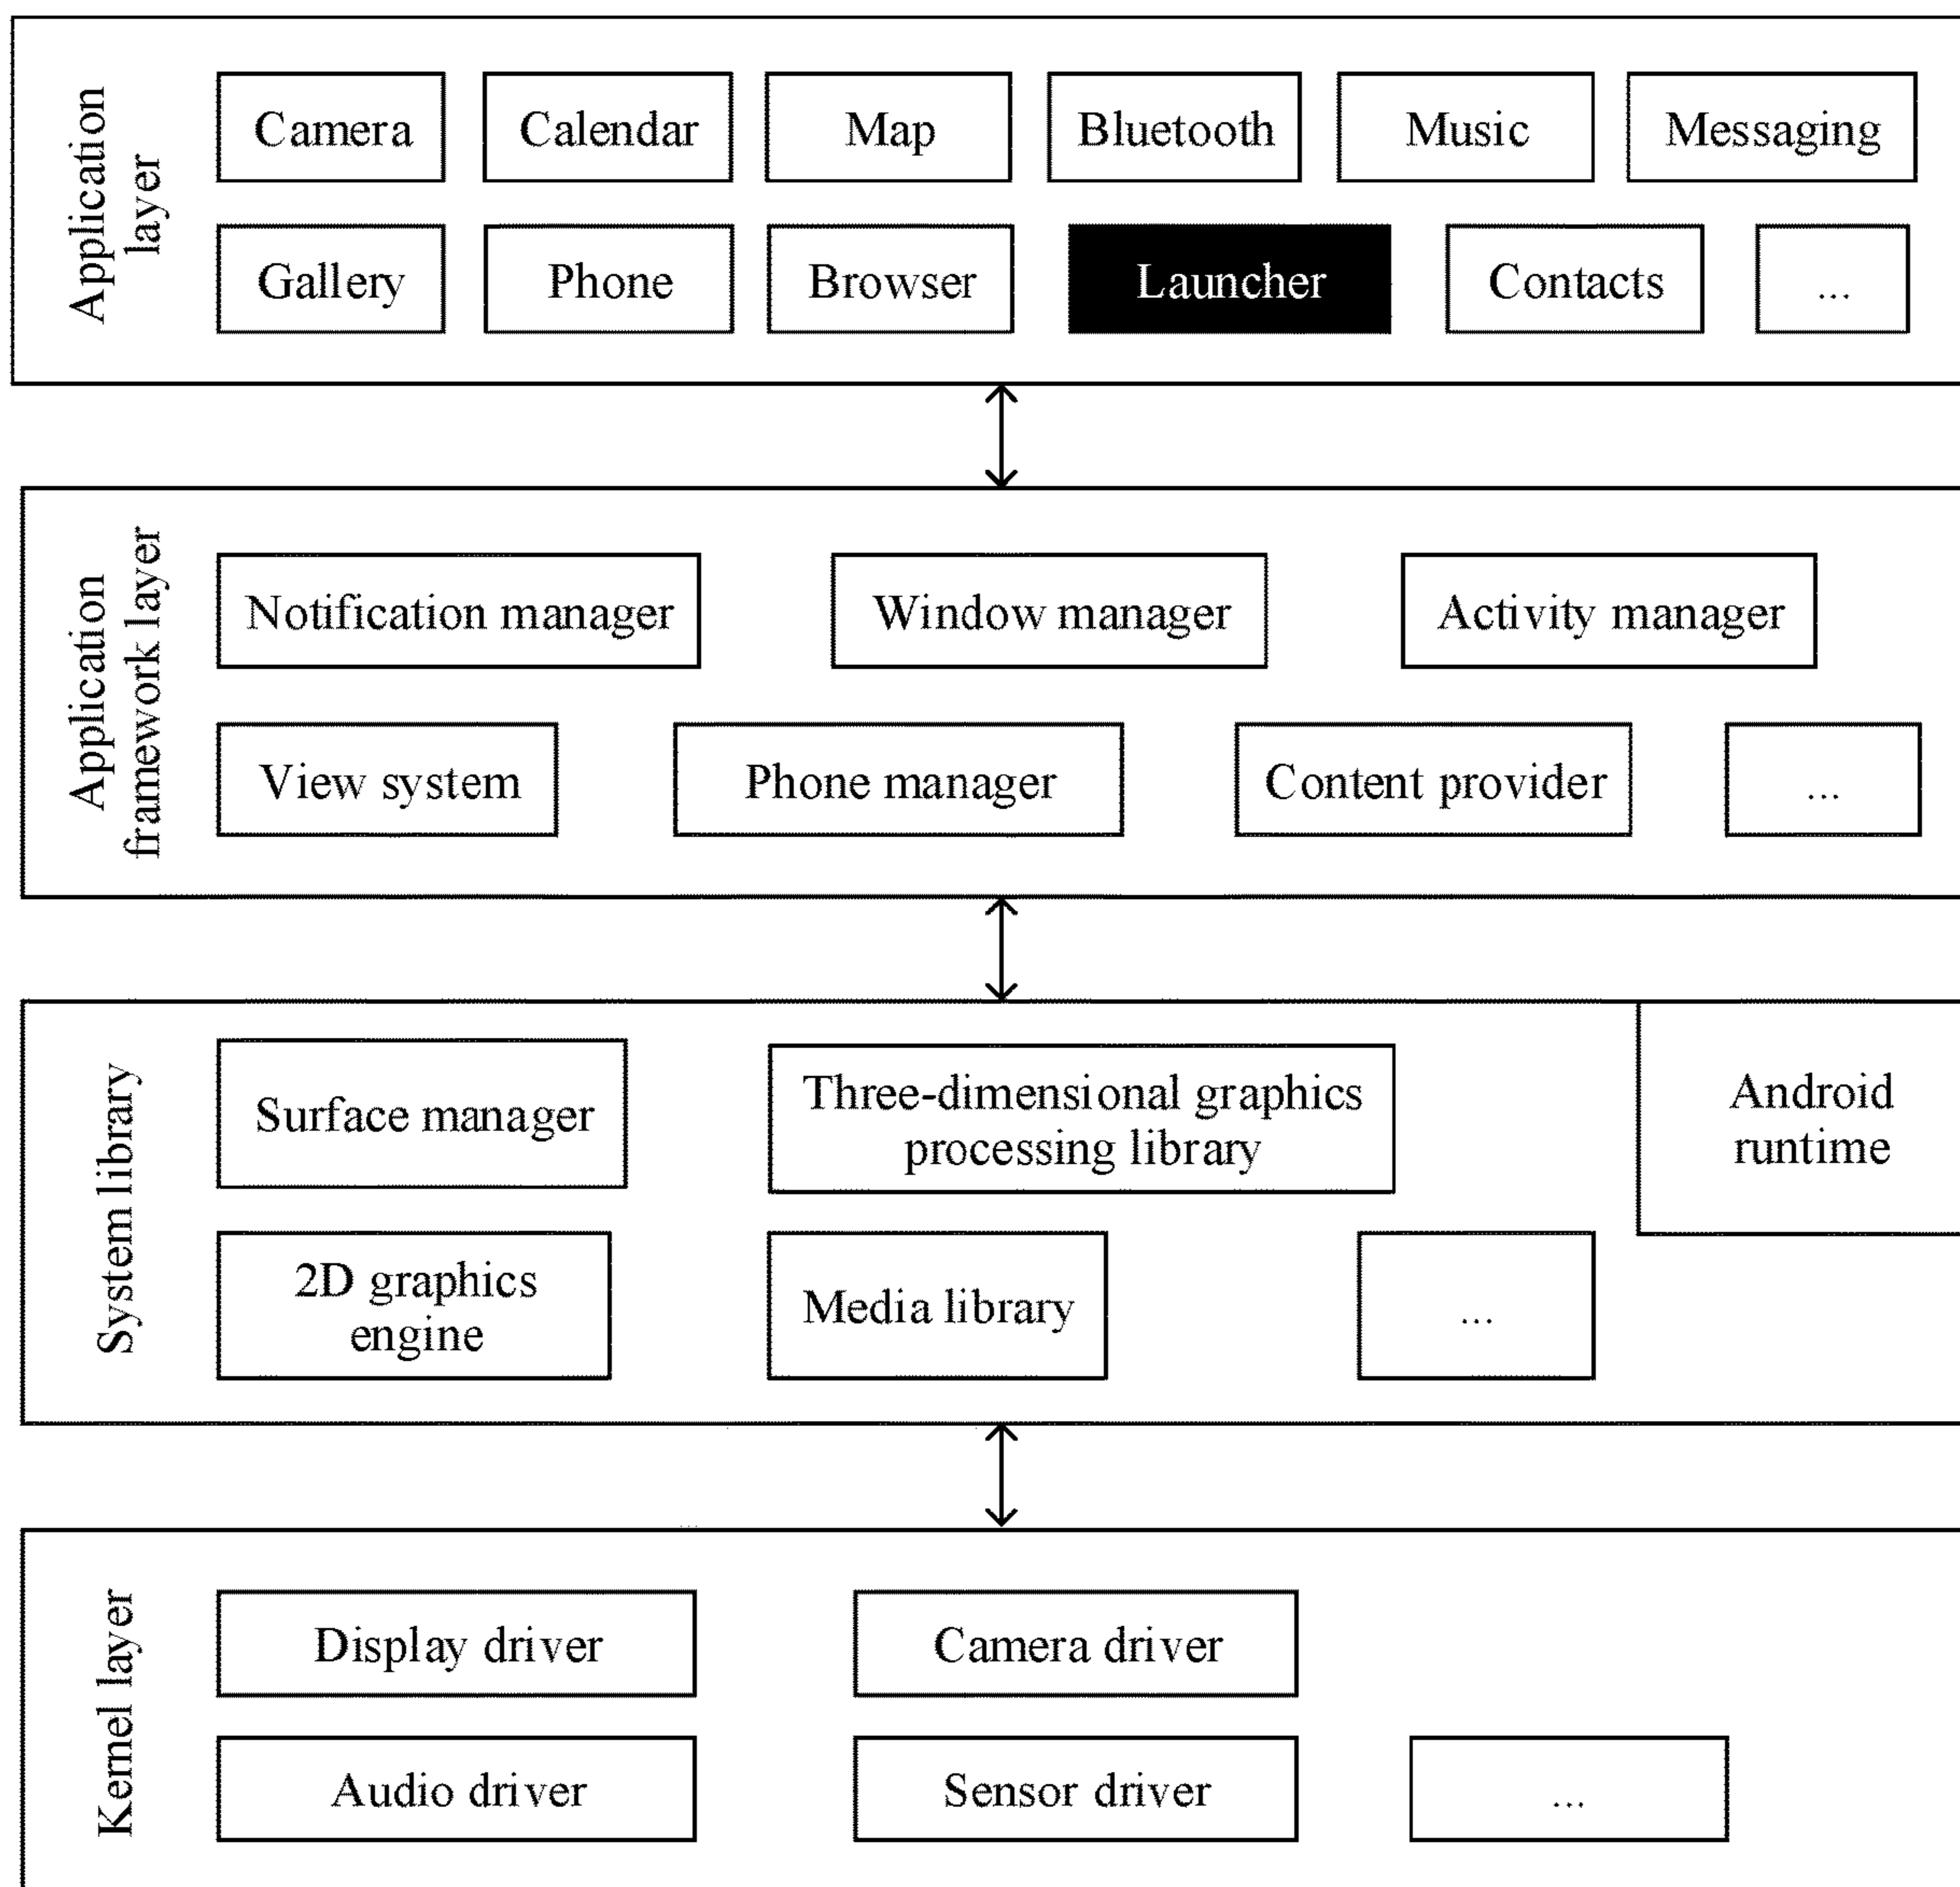 Application
layer
Camera
Calendar
Map
Bluetooth
Music
Messaging
Gallery
Phone
Browser
Launcher
Contacts
...
Application
framework layer
Notification manager
Window manager
Activity manager
View system
Phone manager
Content provider
...
System library
Surface manager
Three-dimensional graphics
processing library
Android
runtime
2D graphics
engine
Media library
...
Kernel layer
Display driver
Camera driver
Audio driver
Sensor driver
...